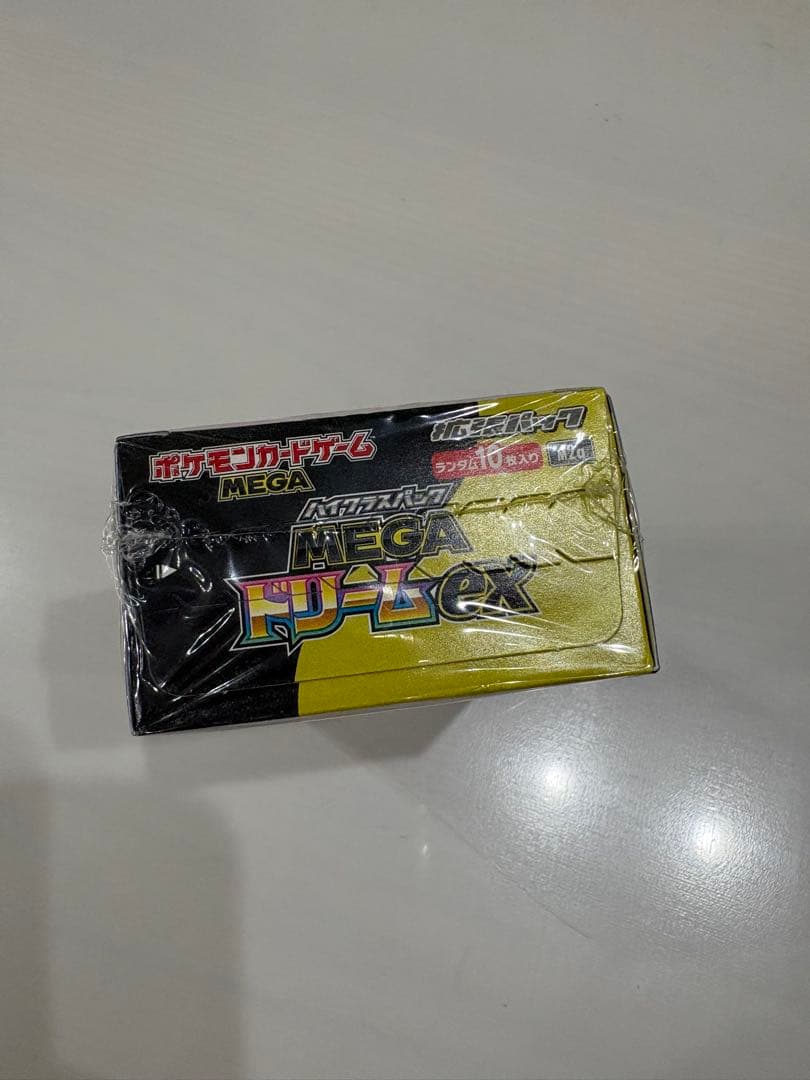 ポケモンカードゲーム
MEGA
拡張パック
ランダム10枚入り
M2a
ハイクラスパック
MEGA
ドリームex